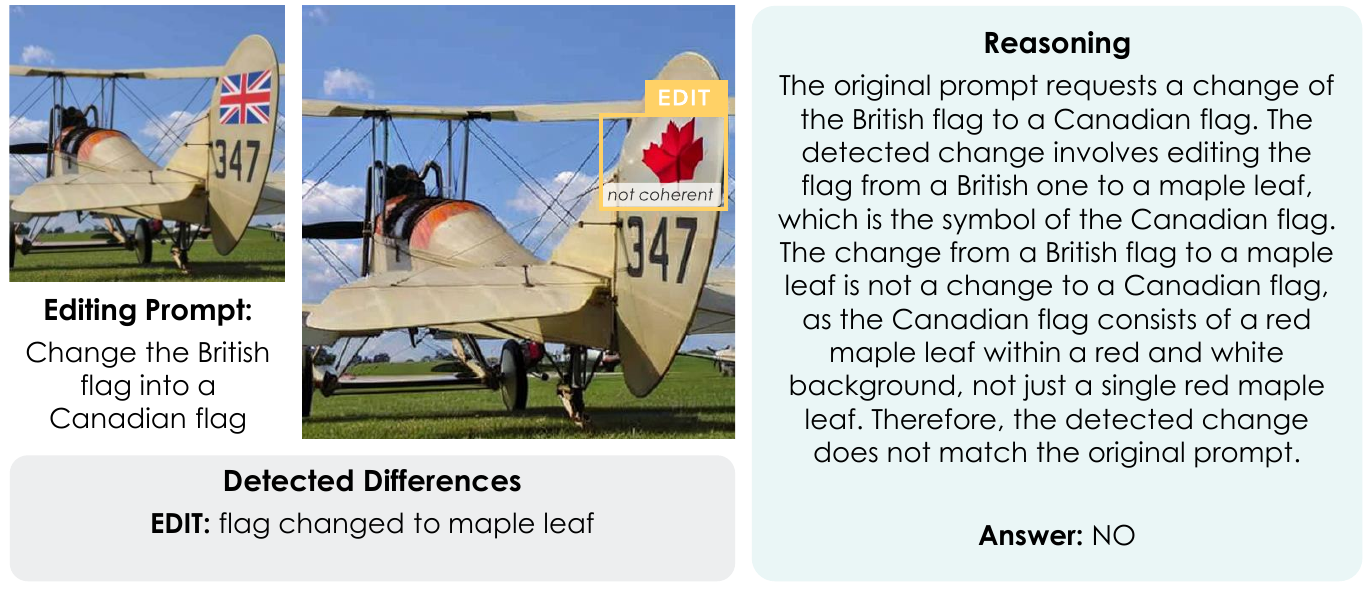 347
Editing Prompt:
Change the British
flag into a
Canadian flag
EDIT
not coherent
347
Detected Differences
EDIT: flag changed to maple leaf
Reasoning
The original prompt requests a change of
the British flag to a Canadian flag. The
detected change involves editing the
flag from a British one to a maple leaf,
which is the symbol of the Canadian flag.
The change from a British flag to a maple
leaf is not a change to a Canadian flag,
as the Canadian flag consists of a red
maple leaf within a red and white
background, not just a single red maple
leaf. Therefore, the detected change
does not match the original prompt.
Answer: NO